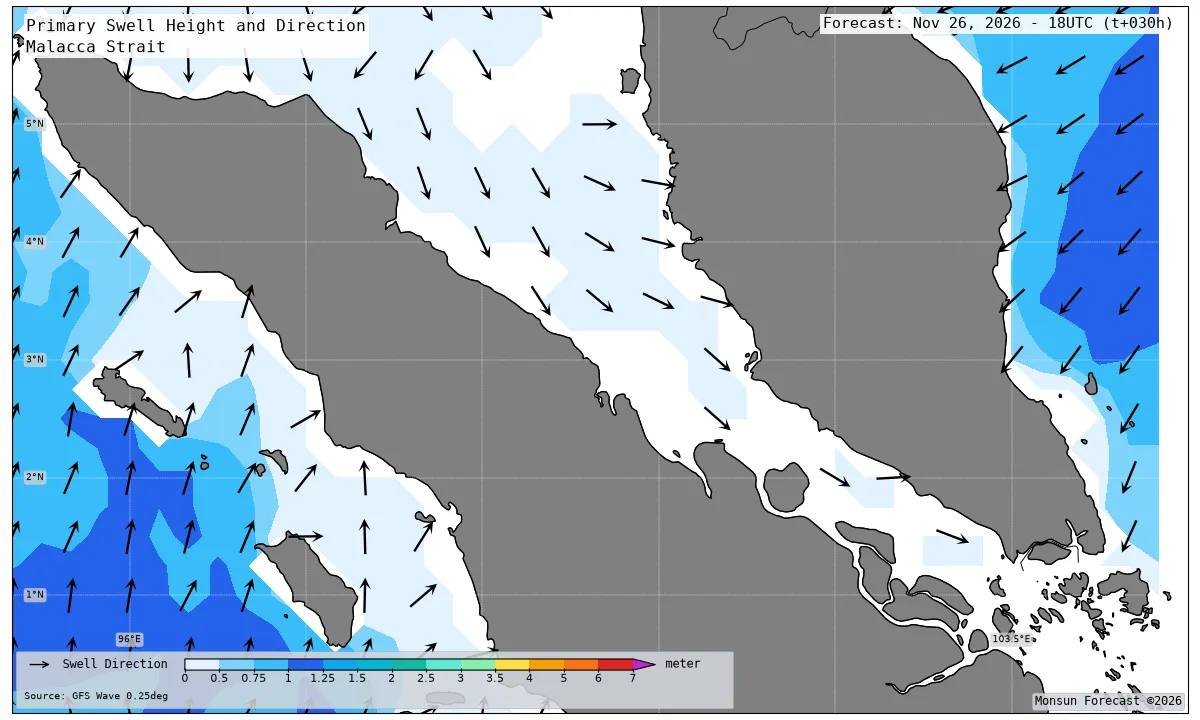 Primary Swell Height and Direction
Malacca Strait
Forecast: Nov 26, 2026 - 18UTC (t+030h)
5°N
4°N
3°N
2°N
1°N
96°E
103.5°E
Swell Direction
0 0.5 0.75 1 1.25 1.5 2 2.5 3 3.5 4 5 6 7
meter
Source: GFS Wave 0.25deg
Monsun Forecast ©2026